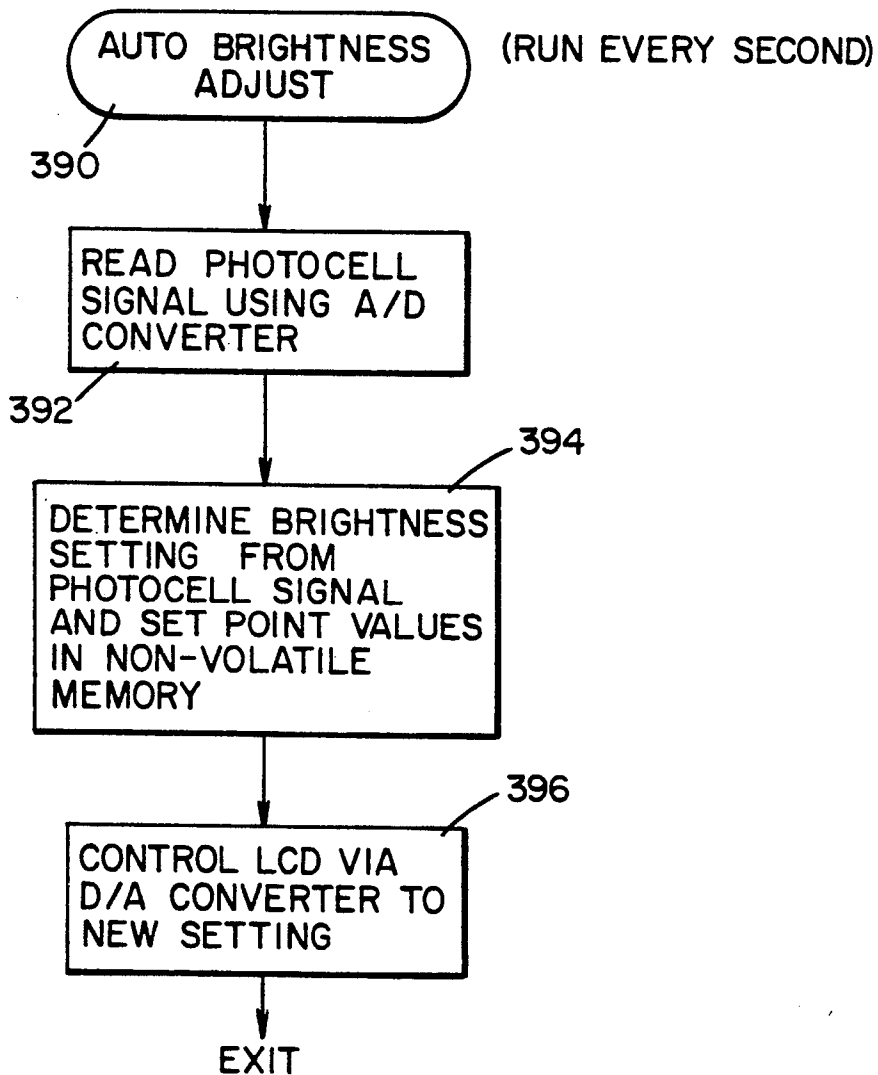 AUTO BRIGHTNESS
ADJUST
(RUN EVERY SECOND)
390
READ PHOTOCELL
SIGNAL USING A/D
CONVERTER
392
394
DETERMINE BRIGHTNESS
SETTING FROM
PHOTOCELL SIGNAL
AND SET POINT VALUES
IN NON-VOLATILE
MEMORY
396
CONTROL LCD VIA
D/A CONVERTER TO
NEW SETTING
EXIT